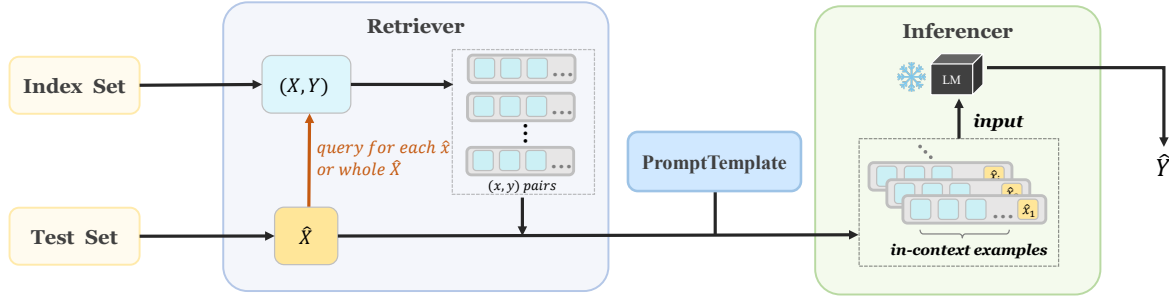 Retriever
Inferencer
Index Set
(X, Y)
...
...
...
LM
input
query for each x̂
or whole X̂
(x, y) pairs
PromptTemplate
Ŷ
Test Set
X̂
... x̂₁
in-context examples